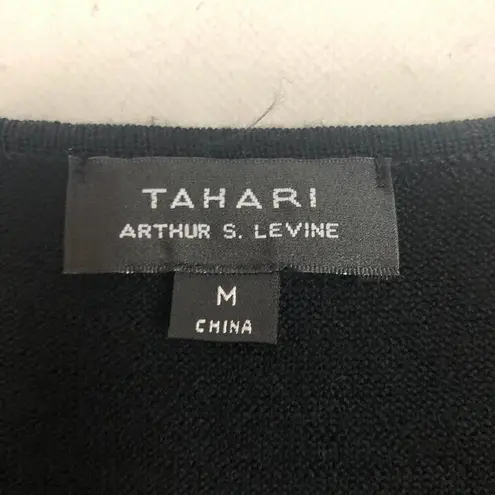 TAHARI
ARTHUR S. LEVINE
M
CHINA